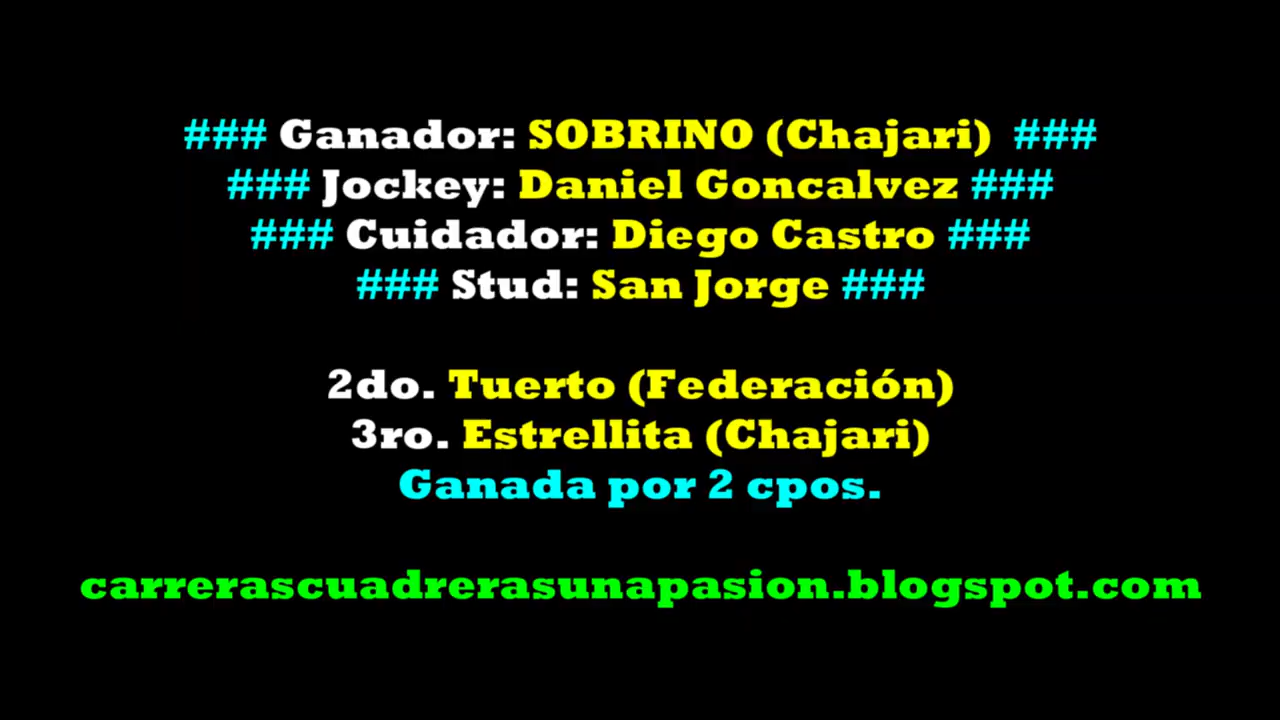 ### Ganador: SOBRINO (Chajari) ###
### Jockey: Daniel Goncalvez ###
### Cuidador: Diego Castro ###
### Stud: San Jorge ###
2do. Tuerto (Federación)
3ro. Estrellita (Chajari)
Ganada por 2 cpos.
carrerascuadrerasunapasion.blogspot.com